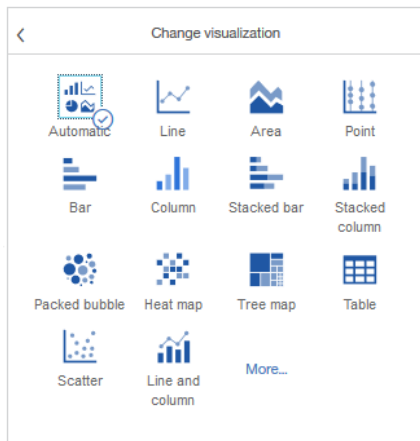 Change visualization
Automatic
Line
Area
Point
Bar
Column
Stacked bar
Stacked
column
Packed bubble
Heat map
Tree map
Table
Scatter
Line and
column
More...